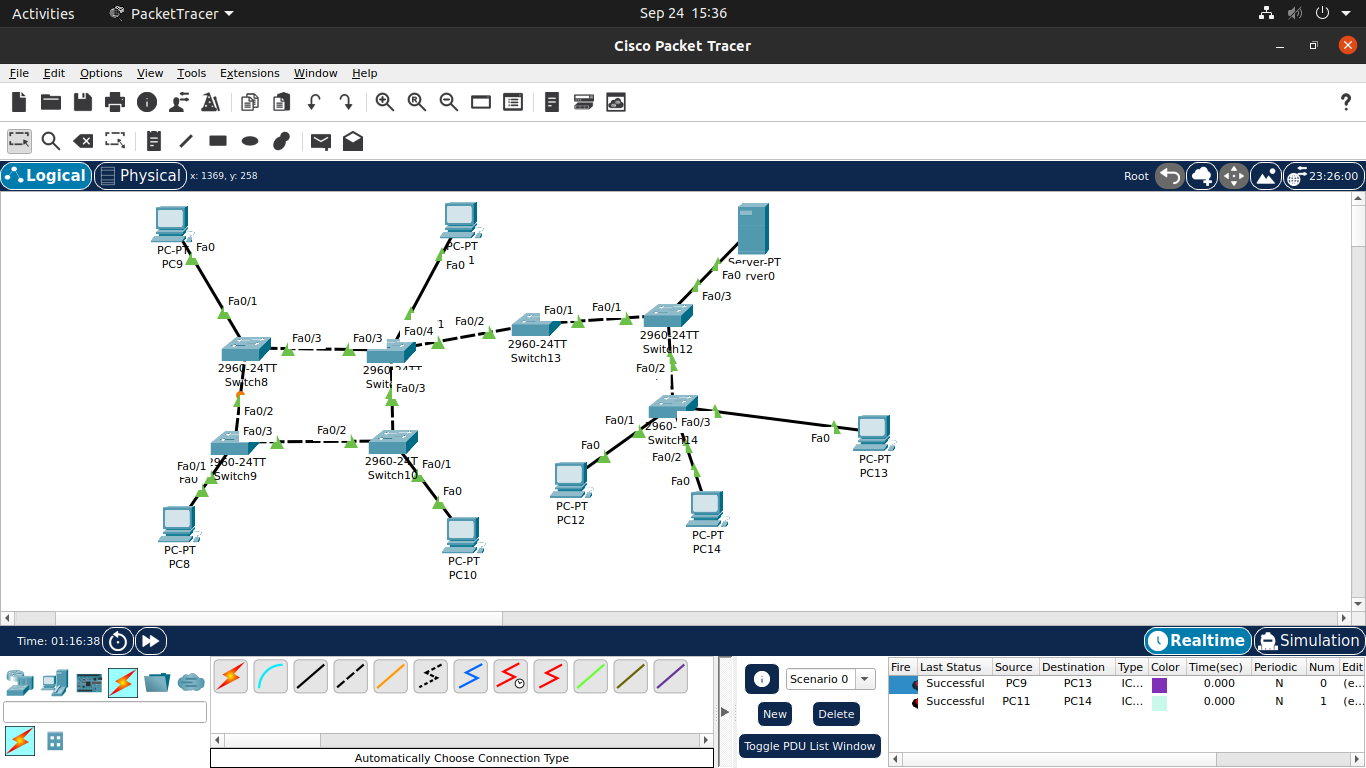 Activities PacketTracer Sep 24 15:36
Cisco Packet Tracer
File Edit Options View Tools Extensions Window Help
Logical Physical x: 1369, y: 258 Root 23:26:00
PC-PT
PC9
Fa0
Fa0/1
PC-PT
1
Fa0
Server-PT
rver0
Fa0
Fa0/3
Fa0/3
Fa0/3
Fa0/4
1
Fa0/2
Fa0/1
Fa0/1
2960-24TT
Switch8
2960-24TT
Switch13
2960-24TT
Switch12
Fa0/2
Fa0/3
Fa0/2
Fa0/3
Fa0/2
2960-24TT
Switch9
Fa0/1
2960-24T
Switch10
Fa0/1
Fa0
Fa0/1
Fa0/3
2960-
Switch14
Fa0/2
Fa0
Fa0
Fa0
PC-PT
PC13
PC-PT
PC12
PC-PT
PC14
PC-PT
PC8
PC-PT
PC10
Time: 01:16:38 Realtime Simulation
Scenario 0
New Delete
Toggle PDU List Window
Automatically Choose Connection Type
Fire Last Status Source Destination Type Color Time(sec) Periodic Num Edit
Successful PC9 PC13 IC... 0.000 N 0 (e...
Successful PC11 PC14 IC... 0.000 N 1 (e...